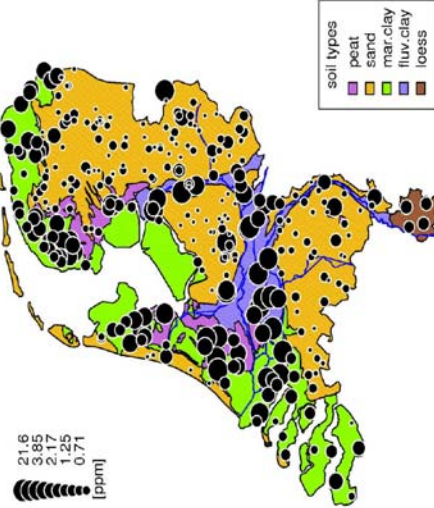 21.6
3.85
2.17
1.25
0.71
[ppm]
soil types
peat
sand
mar.clay
fluv.clay
loess